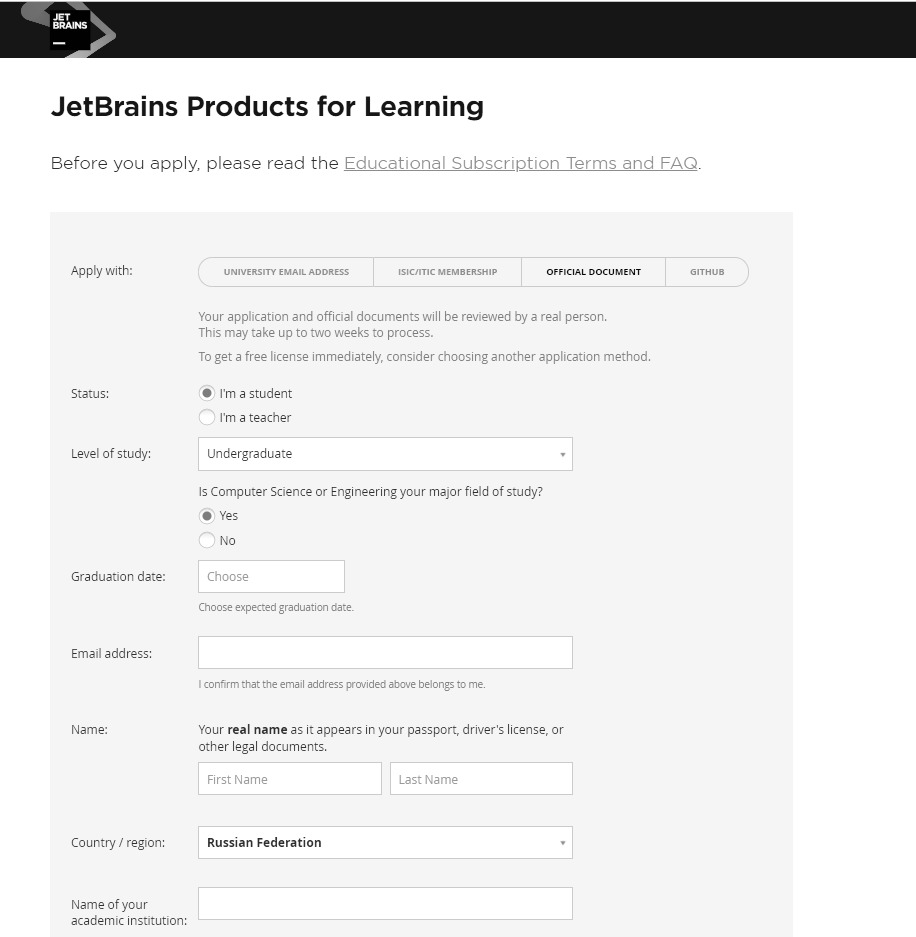 JET
BRAINS
JetBrains Products for Learning
Before you apply, please read the Educational Subscription Terms and FAQ.
Apply with:
UNIVERSITY EMAIL ADDRESS
ISIC/ITIC MEMBERSHIP
OFFICIAL DOCUMENT
GITHUB
Your application and official documents will be reviewed by a real person.
This may take up to two weeks to process.
To get a free license immediately, consider choosing another application method.
Status:
I'm a student
I'm a teacher
Level of study:
Undergraduate
Is Computer Science or Engineering your major field of study?
Yes
No
Graduation date:
Choose
Choose expected graduation date.
Email address:
I confirm that the email address provided above belongs to me.
Name:
Your real name as it appears in your passport, driver's license, or
other legal documents.
First Name
Last Name
Country / region:
Russian Federation
Name of your
academic institution: